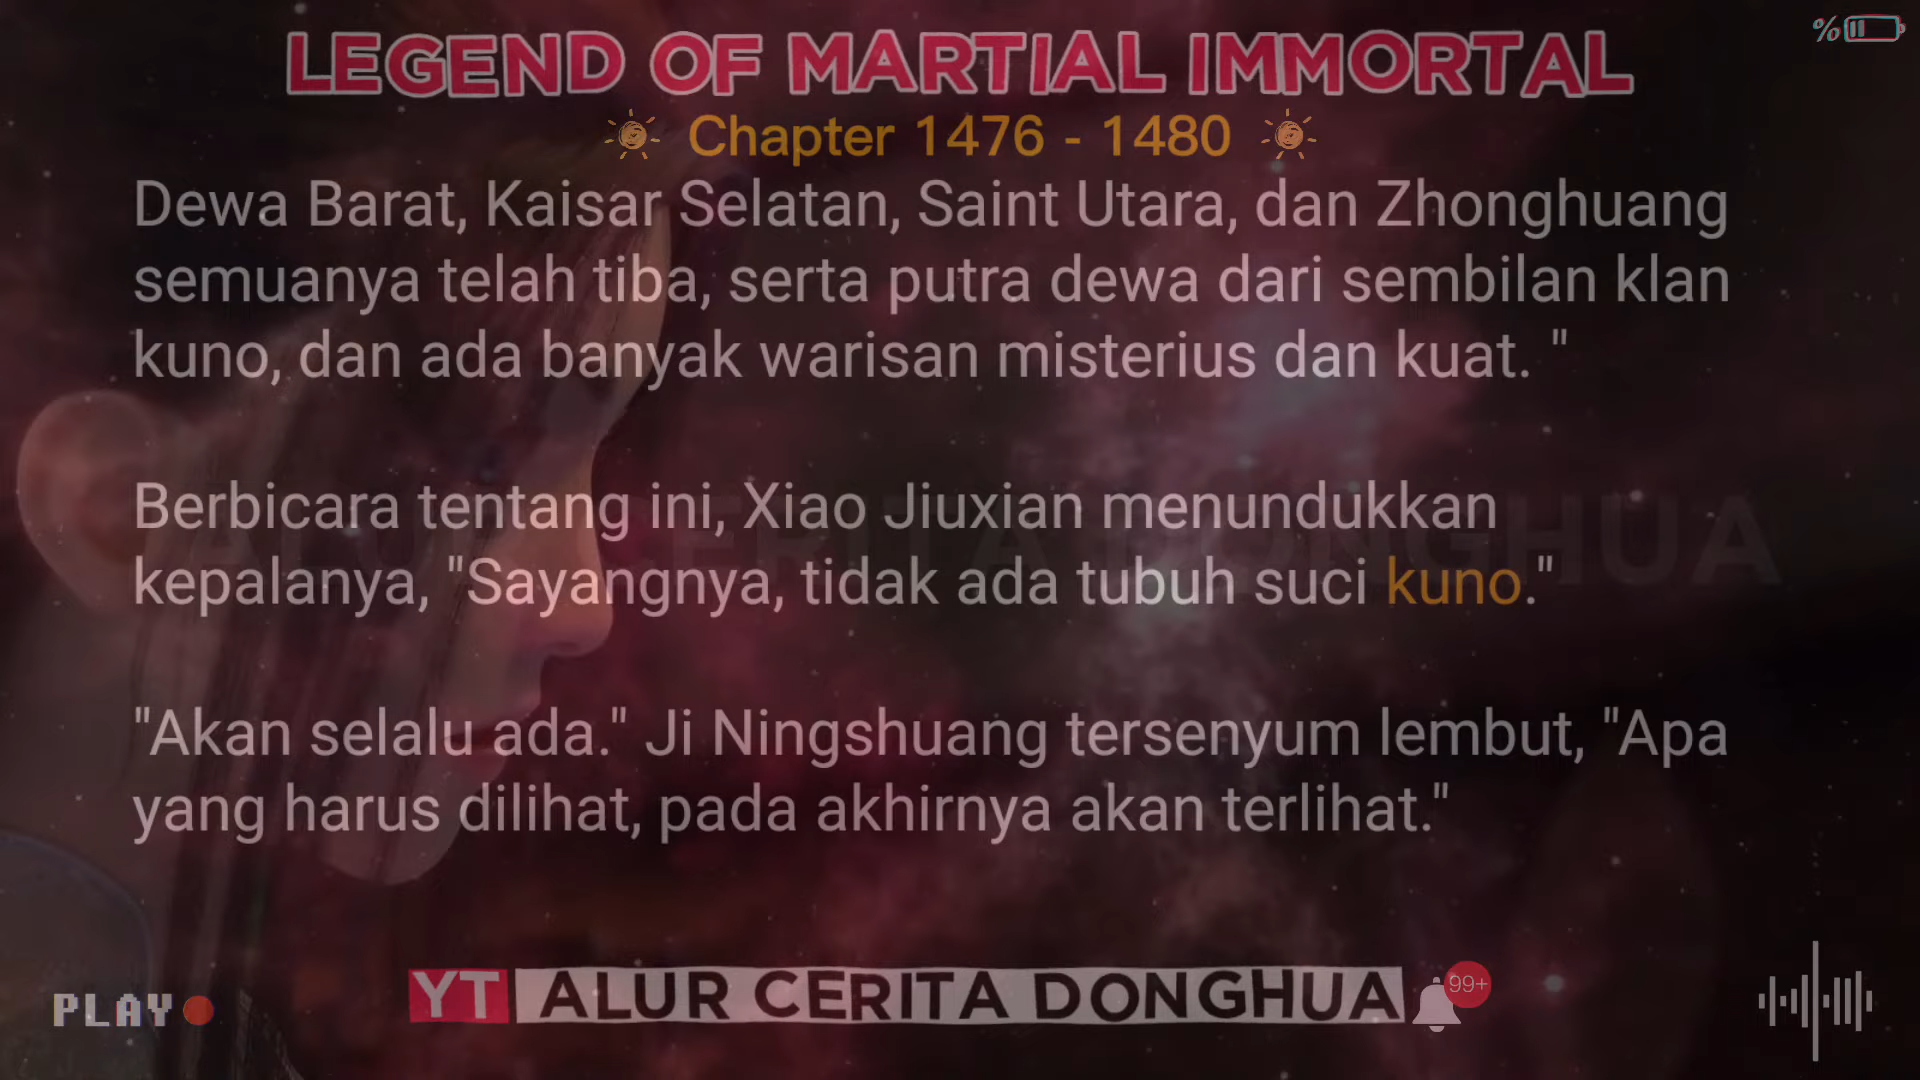 LEGEND OF MARTIAL IMMORTAL
%
Chapter 1476 - 1480
Dewa Barat, Kaisar Selatan, Saint Utara, dan Zhonghuang
semuanya telah tiba, serta putra dewa dari sembilan klan
kuno, dan ada banyak warisan misterius dan kuat. "
Berbicara tentang ini, Xiao Jiuxian menundukkan
kepalanya, "Sayangnya, tidak ada tubuh suci kuno."
ALUR CERITA DONGHUA
"Akan selalu ada." Ji Ningshuang tersenyum lembut, "Apa
yang harus dilihat, pada akhirnya akan terlihat."
PLAY
YT ALUR CERITA DONGHUA
99+